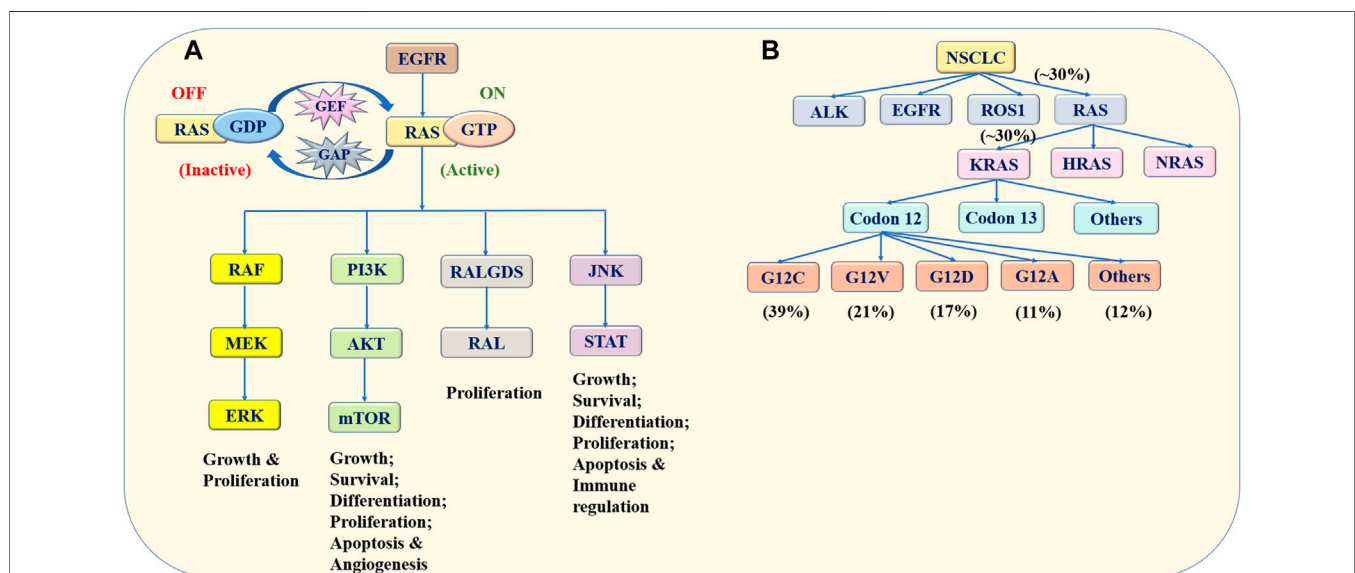 A
EGFR
OFF
GEF
ON
RAS
GDP
RAS
GTP
GAP
(Inactive)
(Active)
RAF
PI3K
RALGDS
JNK
MEK
AKT
RAL
STAT
ERK
mTOR
Proliferation
Growth &
Proliferation
Growth;
Survival;
Differentiation;
Proliferation;
Apoptosis &
Angiogenesis
Growth;
Survival;
Differentiation;
Proliferation;
Apoptosis &
Immune
regulation
B
NSCLC
(~30%)
ALK
EGFR
ROS1
RAS
(~30%)
KRAS
HRAS
NRAS
Codon 12
Codon 13
Others
G12C
G12V
G12D
G12A
Others
(39%)
(21%)
(17%)
(11%)
(12%)